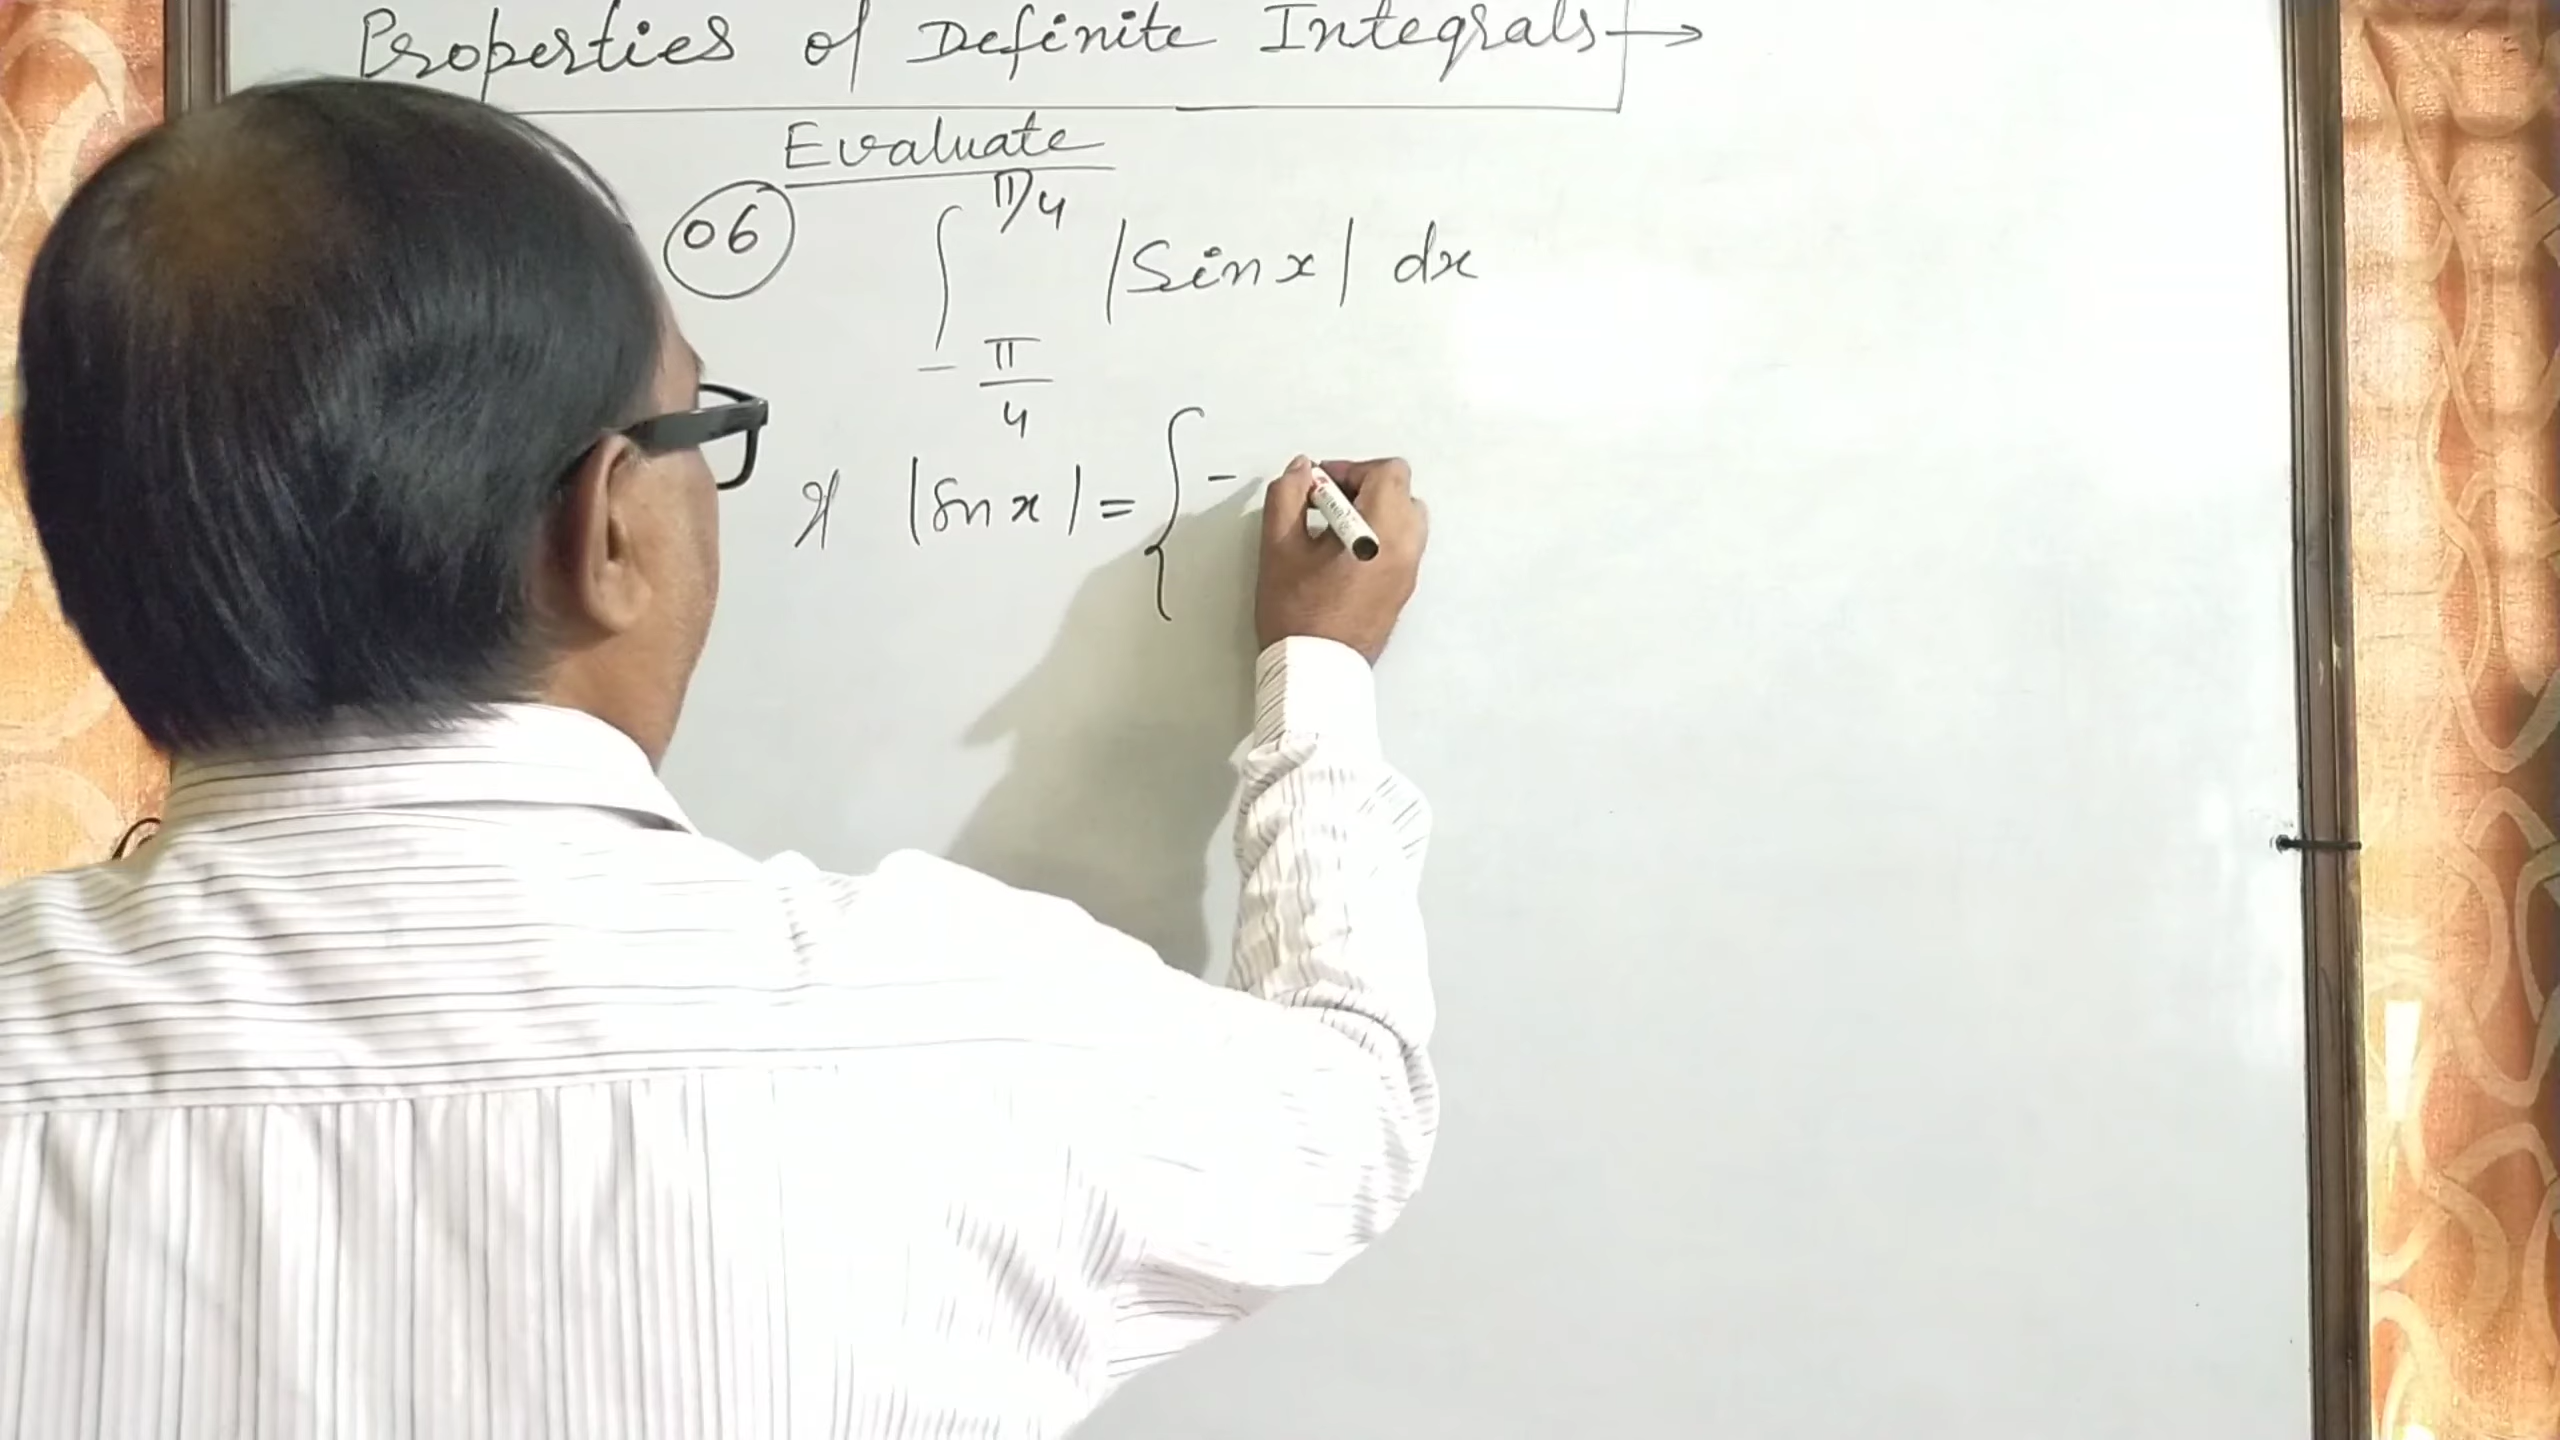 Properties of Definite Integrals →
Evaluate
06 ∫_{-π/4}^{π/4} |Sin x| dx
|sin x| = { -